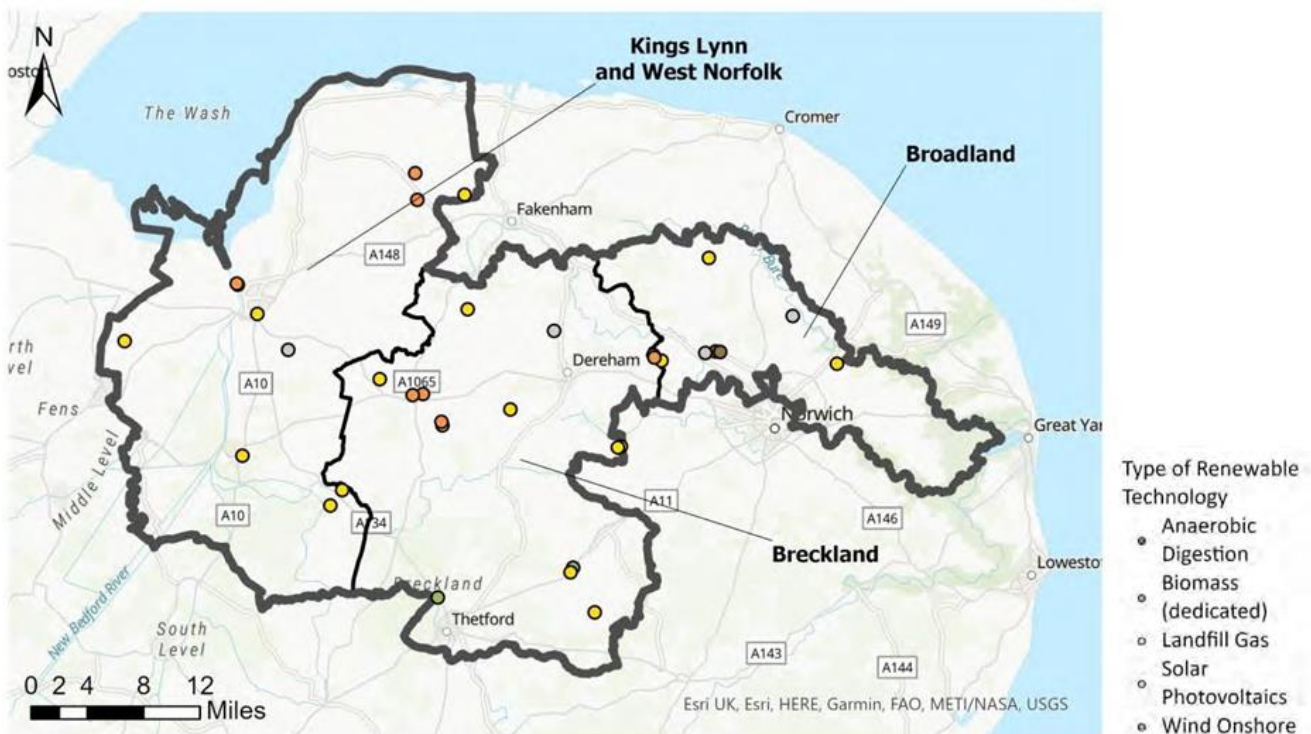 N
oston
The Wash
Kings Lynn
and West Norfolk
Cromer
Broadland
Fakenham
A148
River Bure
A149
rth
vel
A10
Dereham
A1065
Fens
Norwich
Great Yar
Middle Level
A11
A10
A134
A146
Breckland
Lowesto
Breckland
New Bedford River
South
Level
Thetford
A143
A144
0 2 4 8 12
Miles
Esri UK, Esri, HERE, Garmin, FAO, METI/NASA, USGS
Type of Renewable
Technology
Anaerobic
Digestion
Biomass
(dedicated)
Landfill Gas
Solar
Photovoltaics
Wind Onshore